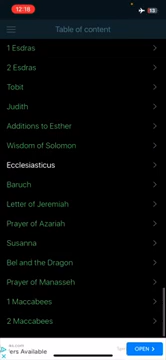 12:18
Table of content
1 Esdras
2 Esdras
Tobit
Judith
Additions to Esther
Wisdom of Solomon
Ecclesiasticus
Baruch
Letter of Jeremiah
Prayer of Azariah
Susanna
Bel and the Dragon
Prayer of Manasseh
1 Maccabees
2 Maccabees
ers Available
OPEN